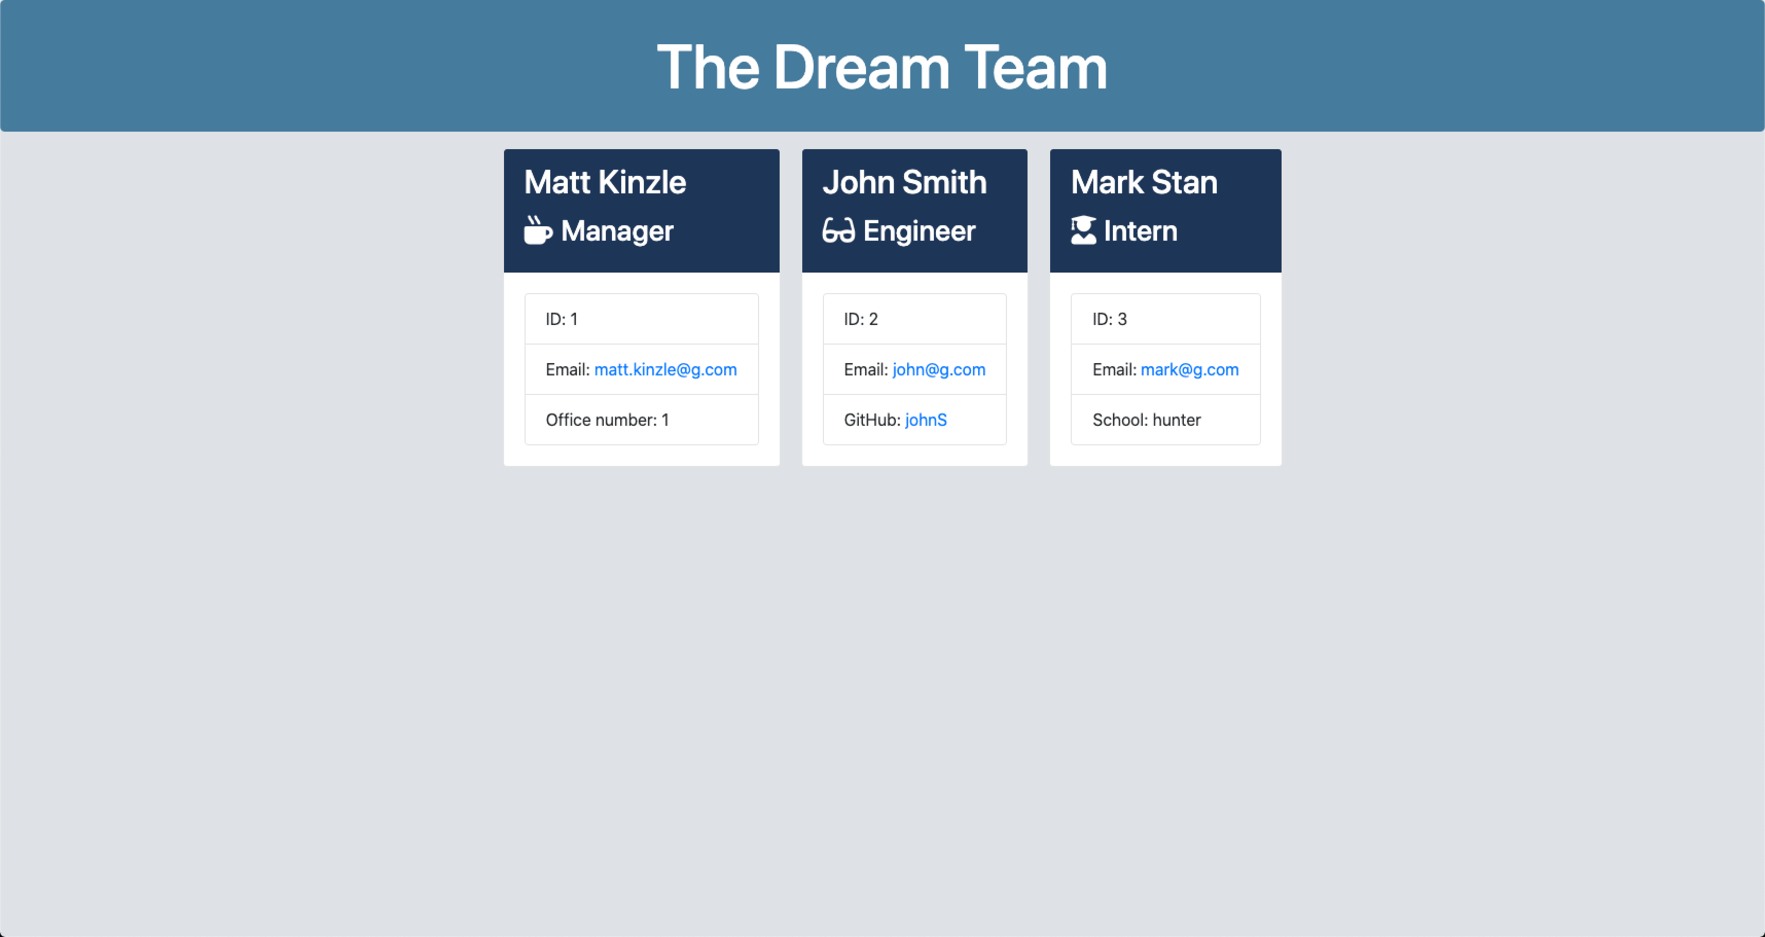 The Dream Team
Matt Kinzle
Manager
ID: 1
Email: matt.kinzle@g.com
Office number: 1
John Smith
Engineer
ID: 2
Email: john@g.com
GitHub: johnS
Mark Stan
Intern
ID: 3
Email: mark@g.com
School: hunter